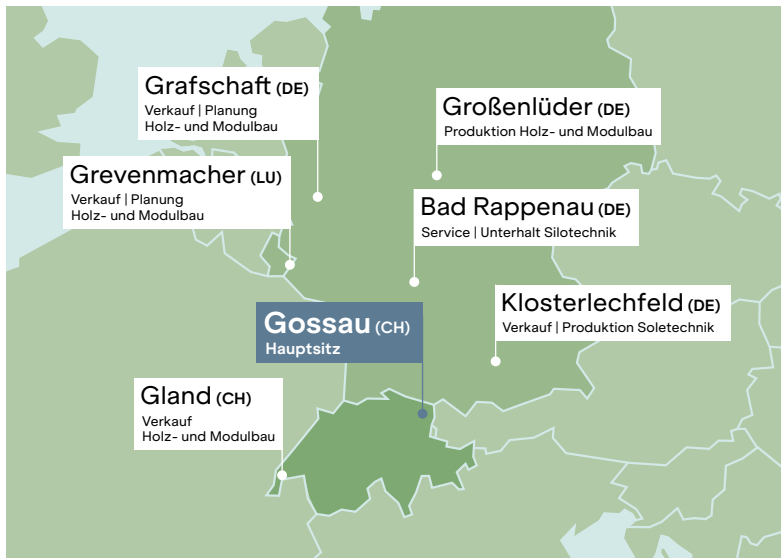 Grafschaft (DE)
Verkauf | Planung
Holz- und Modulbau
Großenlüder (DE)
Produktion Holz- und Modulbau
Grevenmacher (LU)
Verkauf | Planung
Holz- und Modulbau
Bad Rappenau (DE)
Service | Unterhalt Silotechnik
Gossau (CH)
Hauptsitz
Klosterlechfeld (DE)
Verkauf | Produktion Soletechnik
Gland (CH)
Verkauf
Holz- und Modulbau